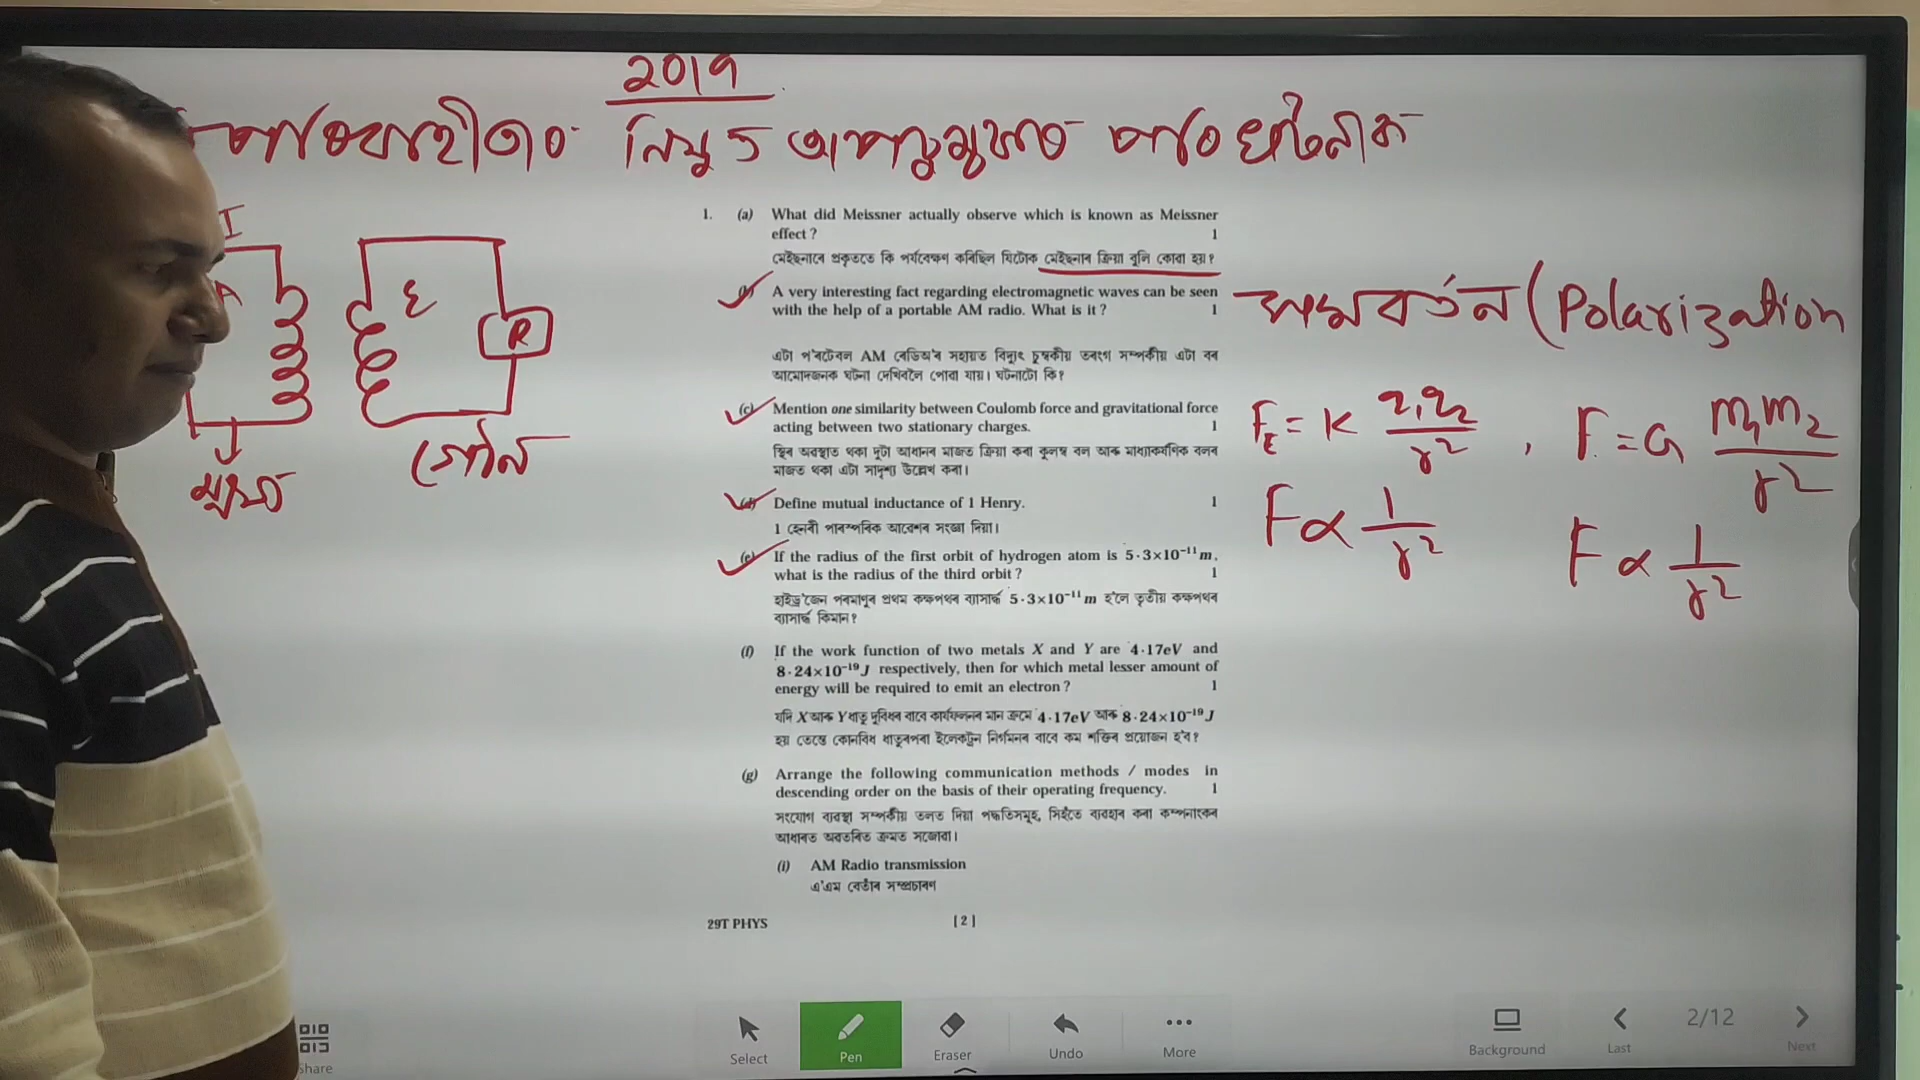 2019
1. (a) What did Meissner actually observe which is known as Meissner
effect ? 1
মেইছনাৰে প্ৰকৃততে কি পৰ্যবেক্ষণ কৰিছিল যিটোক মেইছনাৰ ক্ৰিয়া বুলি কোৱা হয়?
A very interesting fact regarding electromagnetic waves can be seen
with the help of a portable AM radio. What is it ? 1
এটা প'ৰটেবল AM ৰেডিঅ'ৰ সহায়ত বিদ্যুৎ চুম্বকীয় তৰংগ সম্পৰ্কীয় এটা বৰ
আমোদজনক ঘটনা দেখিবলৈ পোৱা যায়। ঘটনাটো কি?
(c) Mention one similarity between Coulomb force and gravitational force
acting between two stationary charges. 1
স্থিৰ অৱস্থাত থকা দুটা আধানৰ মাজত ক্ৰিয়া কৰা কুলম্ব বল আৰু মাধ্যাকৰ্ষণিক বলৰ
মাজত থকা এটা সাদৃশ্য উল্লেখ কৰা।
(d) Define mutual inductance of 1 Henry. 1
1 হেনৰী পাৰস্পৰিক আৱেশৰ সংজ্ঞা দিয়া।
(e) If the radius of the first orbit of hydrogen atom is 5·3×10⁻¹¹m,
what is the radius of the third orbit ? 1
হাইড্ৰ'জেন পৰমাণুৰ প্ৰথম কক্ষপথৰ ব্যাসাৰ্দ্ধ 5·3×10⁻¹¹ m হ'লে তৃতীয় কক্ষপথৰ
ব্যাসাৰ্দ্ধ কিমান?
(f) If the work function of two metals X and Y are 4·17eV and
8·24×10⁻¹⁹J respectively, then for which metal lesser amount of
energy will be required to emit an electron ? 1
যদি X আৰু Y ধাতু দুবিধৰ বাবে কাৰ্যফলনৰ মান ক্ৰমে 4·17eV আৰু 8·24×10⁻¹⁹J
হয় তেন্তে কোনবিধ ধাতুৰপৰা ইলেকট্ৰন নিৰ্গমনৰ বাবে কম শক্তিৰ প্ৰয়োজন হ'ব?
(g) Arrange the following communication methods / modes in
descending order on the basis of their operating frequency. 1
সংযোগ ব্যৱস্থা সম্পৰ্কীয় তলত দিয়া পদ্ধতিসমূহ, সিহঁতে ব্যৱহাৰ কৰা কম্পনাংকৰ
আধাৰত অৱতৰিত ক্ৰমত সজোৱা।
(i) AM Radio transmission
এ'এম বেতাঁৰ সম্প্ৰচাৰণ
29T PHYS [ 2 ]
I
ε
R
গৌন
(Polarization
F_E = K q₁q₂/r² , F = G m₁m₂/r²
F ∝ 1/r² F ∝ 1/r²
Share
Select Pen Eraser Undo More Background Last 2/12 Next